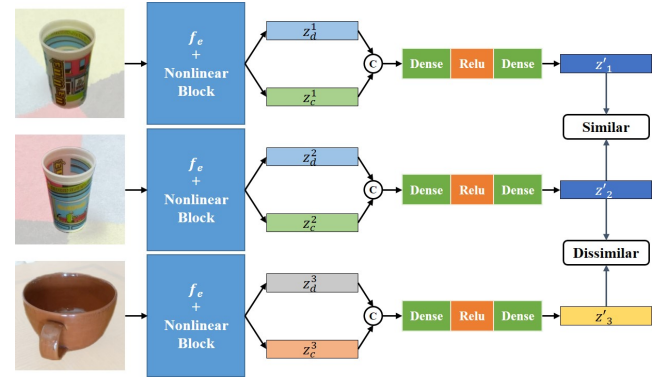 f_e
+
Nonlinear
Block
z_d^1
z_c^1
C
Dense Relu Dense
z'_1
Similar
f_e
+
Nonlinear
Block
z_d^2
z_c^2
C
Dense Relu Dense
z'_2
Dissimilar
f_e
+
Nonlinear
Block
z_d^3
z_c^3
C
Dense Relu Dense
z'_3